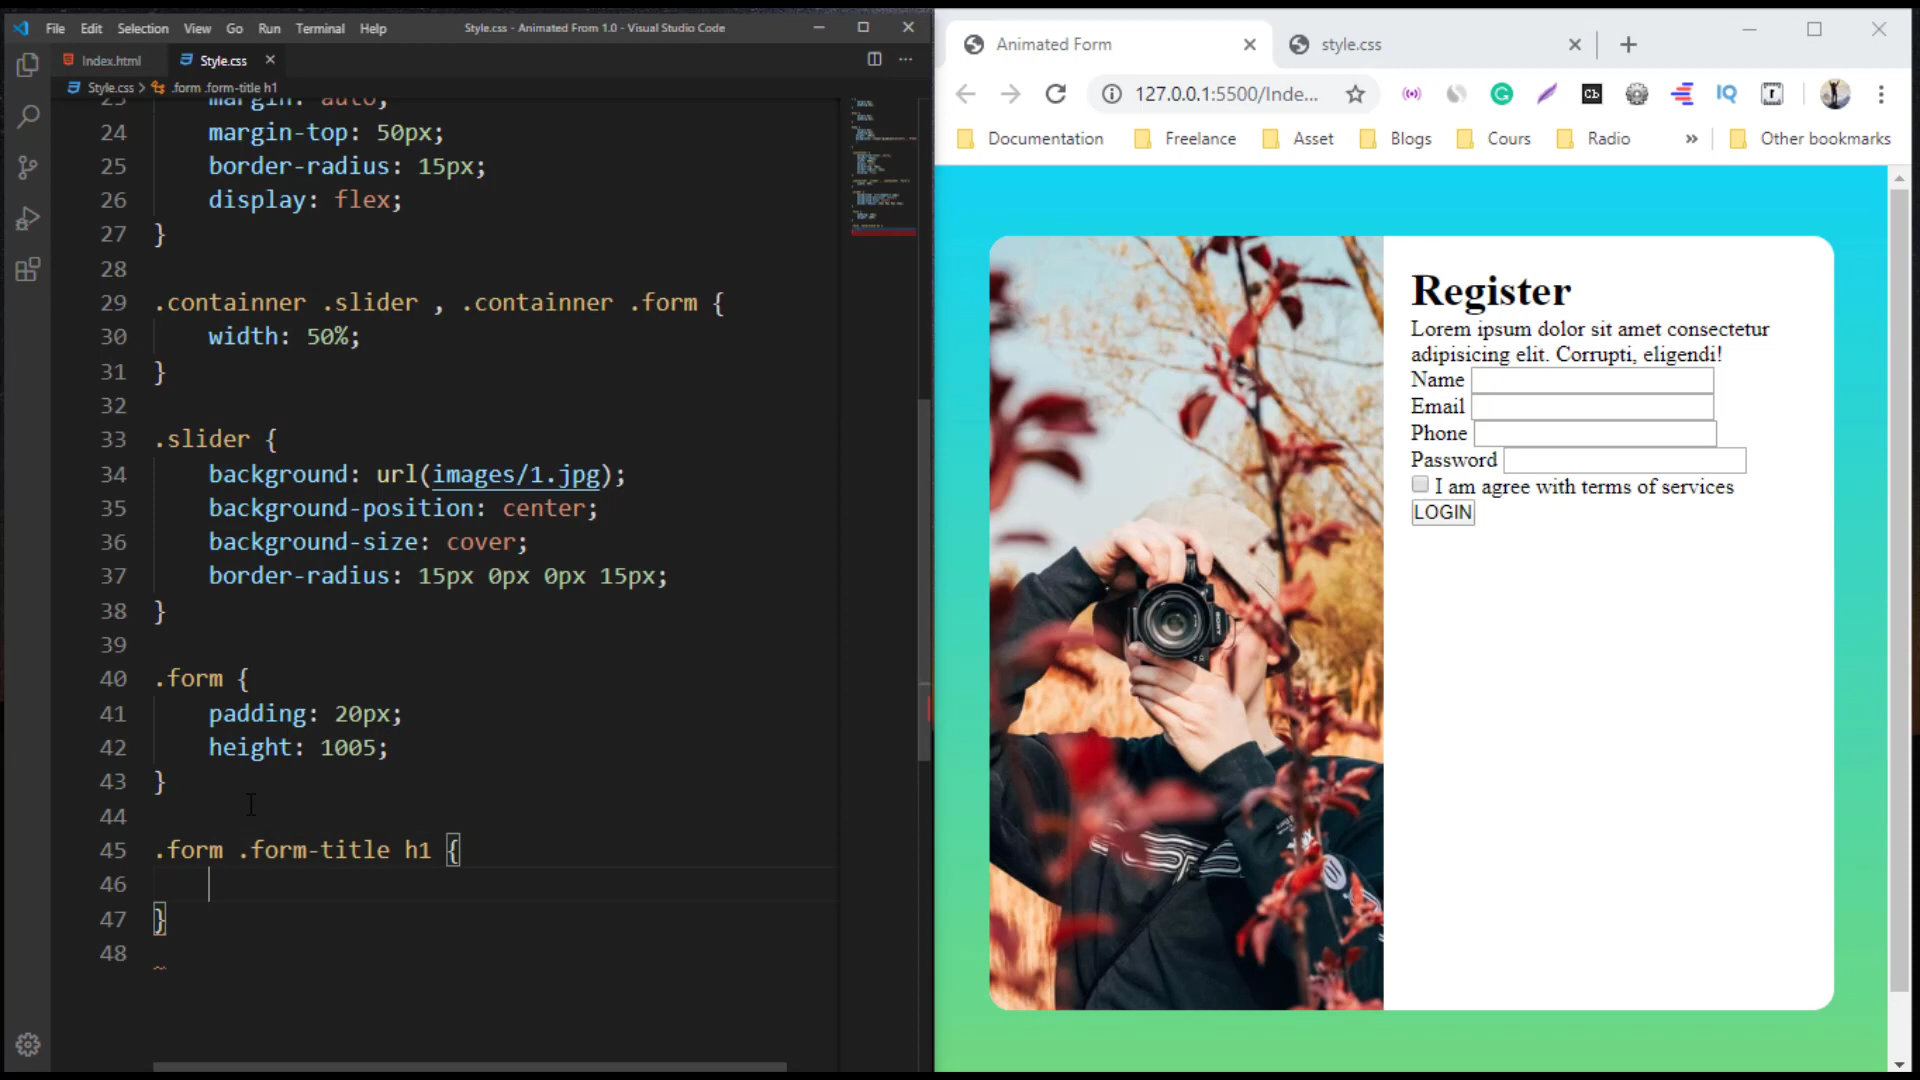 File Edit Selection View Go Run Terminal Help
Style.css - Animated From 1.0 - Visual Studio Code
Index.html Style.css
Style.css > .form .form-title h1
23 margin: auto;
24 margin-top: 50px;
25 border-radius: 15px;
26 display: flex;
27 }
28
29 .containner .slider , .containner .form {
30 width: 50%;
31 }
32
33 .slider {
34 background: url(images/1.jpg);
35 background-position: center;
36 background-size: cover;
37 border-radius: 15px 0px 0px 15px;
38 }
39
40 .form {
41 padding: 20px;
42 height: 1005;
43 }
44
45 .form .form-title h1 {
46
47 }
48
Animated Form
style.css
127.0.0.1:5500/Inde...
Documentation Freelance Asset Blogs Cours Radio » Other bookmarks
Register
Lorem ipsum dolor sit amet consectetur
adipisicing elit. Corrupti, eligendi!
Name
Email
Phone
Password
I am agree with terms of services
LOGIN